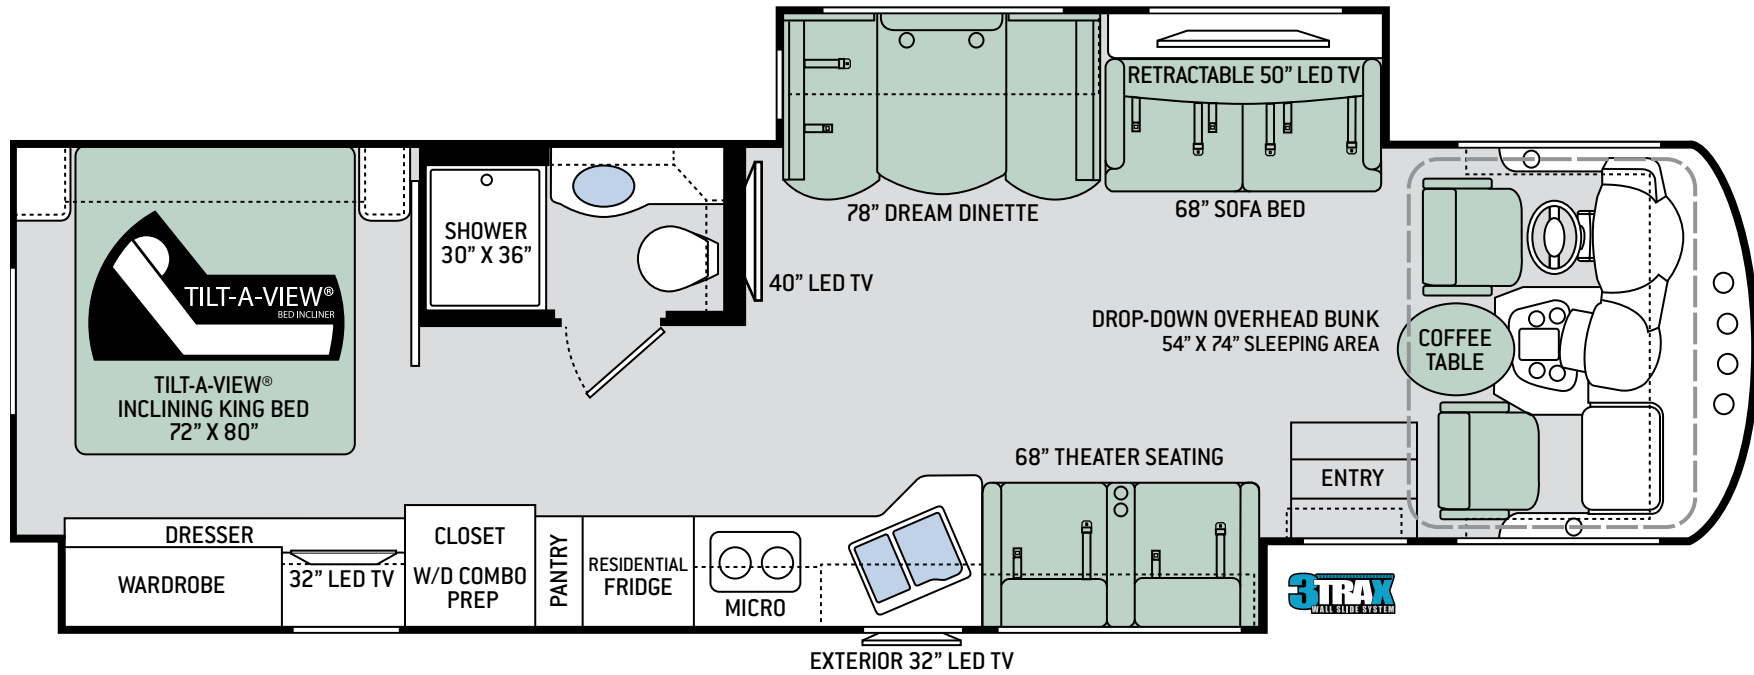 RETRACTABLE 50” LED TV
78” DREAM DINETTE
68” SOFA BED
SHOWER
30” X 36”
40” LED TV
TILT-A-VIEW®
BED INCLINER
TILT-A-VIEW®
INCLINING KING BED
72” X 80”
DROP-DOWN OVERHEAD BUNK
54” X 74” SLEEPING AREA
COFFEE
TABLE
68” THEATER SEATING
ENTRY
DRESSER
WARDROBE
32” LED TV
CLOSET
W/D COMBO
PREP
PANTRY
RESIDENTIAL
FRIDGE
MICRO
EXTERIOR 32” LED TV
3TRAX
WALL SLIDE SYSTEM